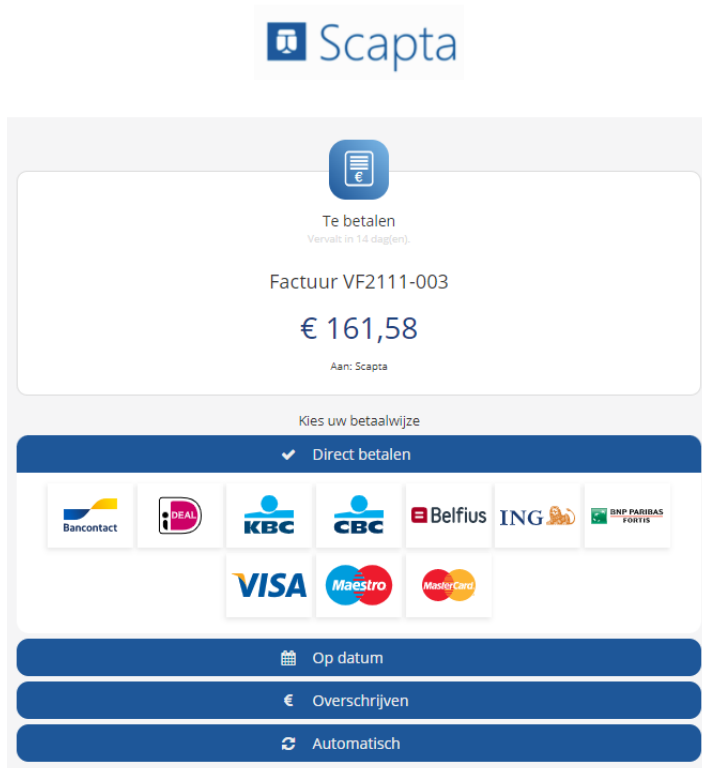 Scapta
€
Te betalen
Vervalt in 14 dag(en).
Factuur VF2111-003
€ 161,58
Aan: Scapta
Kies uw betaalwijze
Direct betalen
Bancontact iDEAL KBC CBC Belfius ING BNP PARIBAS
FORTIS
VISA Maestro MasterCard
Op datum
€ Overschrijven
Automatisch